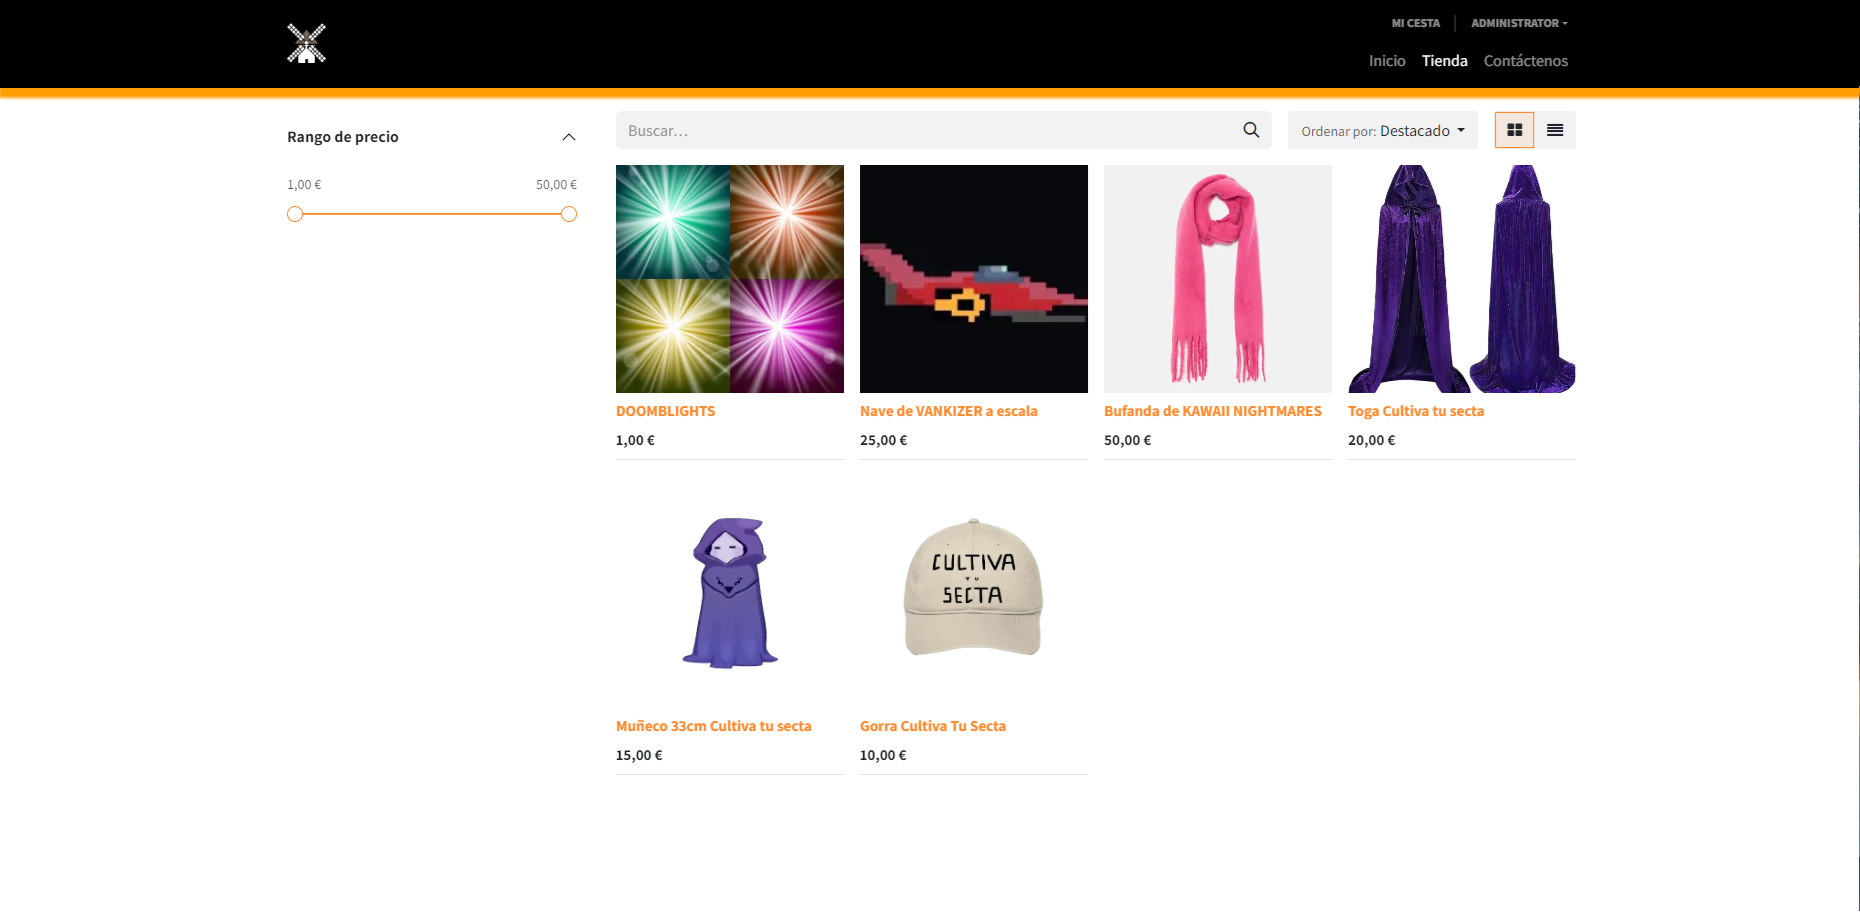 MI CESTA
ADMINISTRATOR
Inicio Tienda Contáctenos
Rango de precio
1,00 € 50,00 €
Buscar...
Ordenar por: Destacado
DOOMBLIGHTS
1,00 €
Nave de VANKIZER a escala
25,00 €
Bufanda de KAWAII NIGHTMARES
50,00 €
Toga Cultiva tu secta
20,00 €
CULTIVA
TU
SECTA
Muñeco 33cm Cultiva tu secta
15,00 €
Gorra Cultiva Tu Secta
10,00 €